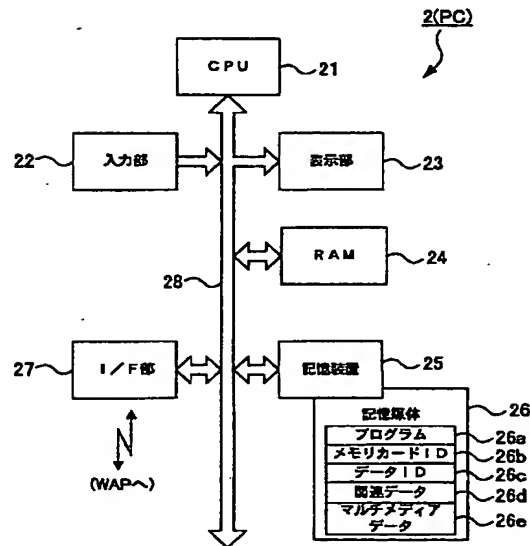 2(PC)
CPU
21
22
入力部
表示部
23
RAM
24
28
27
I/F部
記憶装置
25
(WAPへ)
記憶媒体
26
プログラム
26a
メモリカードID
26b
データID
26c
関連データ
26d
マルチメディア
データ
26e